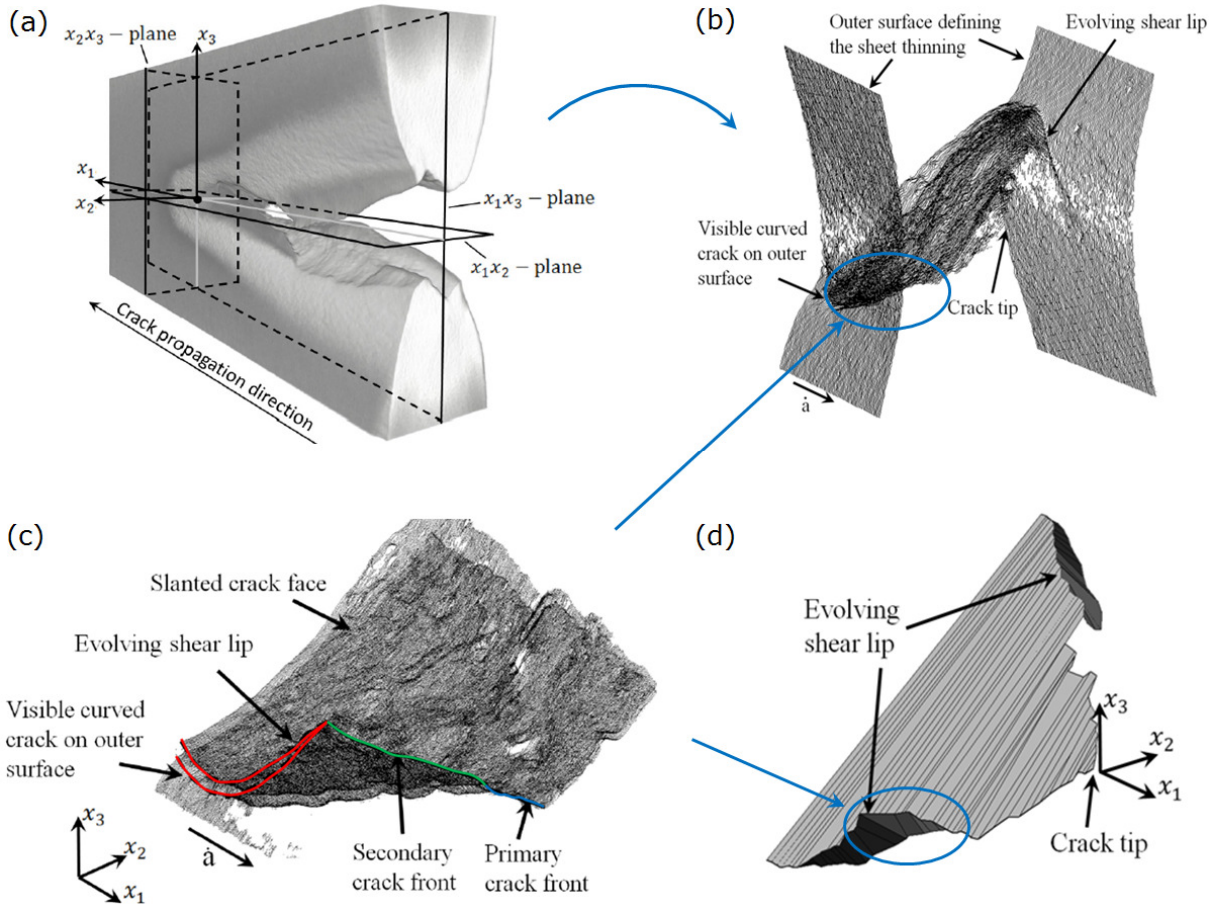 (a)
x₂x₃ − plane
x₃
x₁
x₂
x₁x₃ − plane
x₁x₂ − plane
Crack propagation direction
(b)
Outer surface defining
the sheet thinning
Evolving shear lip
Visible curved
crack on outer
surface
Crack tip
ȧ
(c)
Slanted crack face
Evolving shear lip
Visible curved
crack on outer
surface
x₃
x₂
x₁
ȧ
Secondary
crack front
Primary
crack front
(d)
Evolving
shear lip
x₃
x₂
x₁
Crack tip